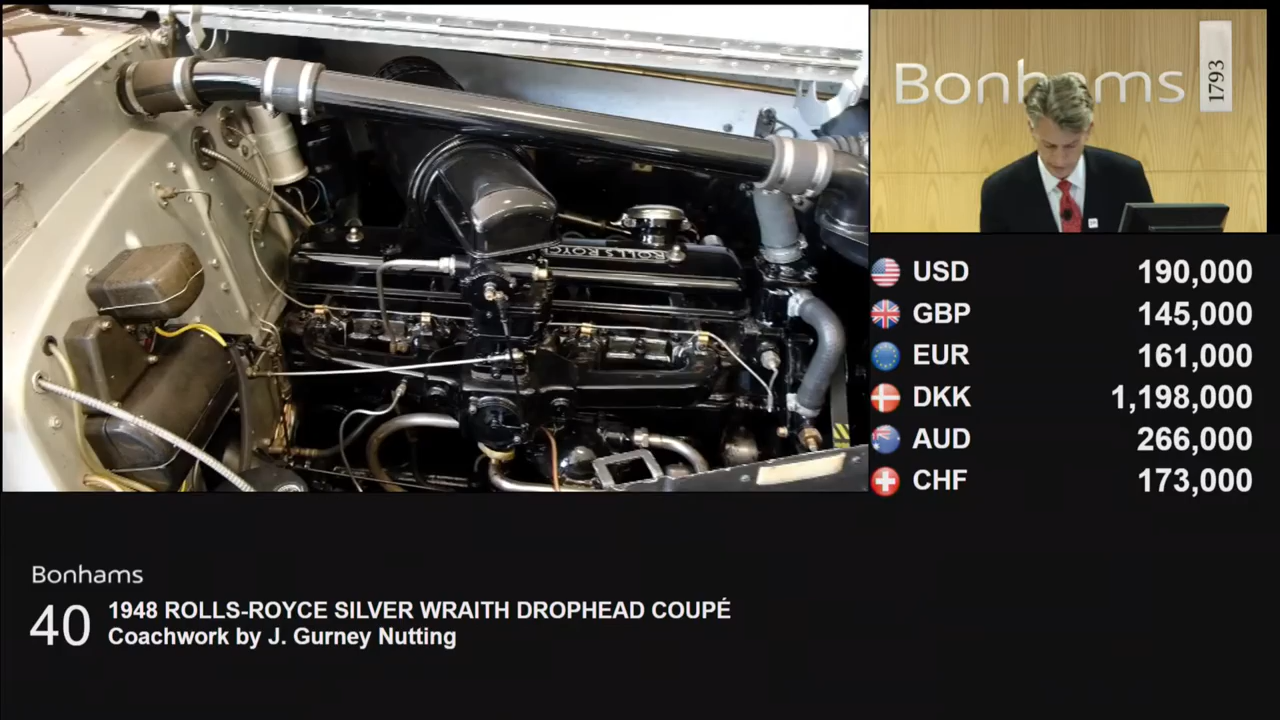 ROLLS-ROYCE
Bonhams
1793
USD 190,000
GBP 145,000
EUR 161,000
DKK 1,198,000
AUD 266,000
CHF 173,000
Bonhams
40
1948 ROLLS-ROYCE SILVER WRAITH DROPHEAD COUPÉ
Coachwork by J. Gurney Nutting